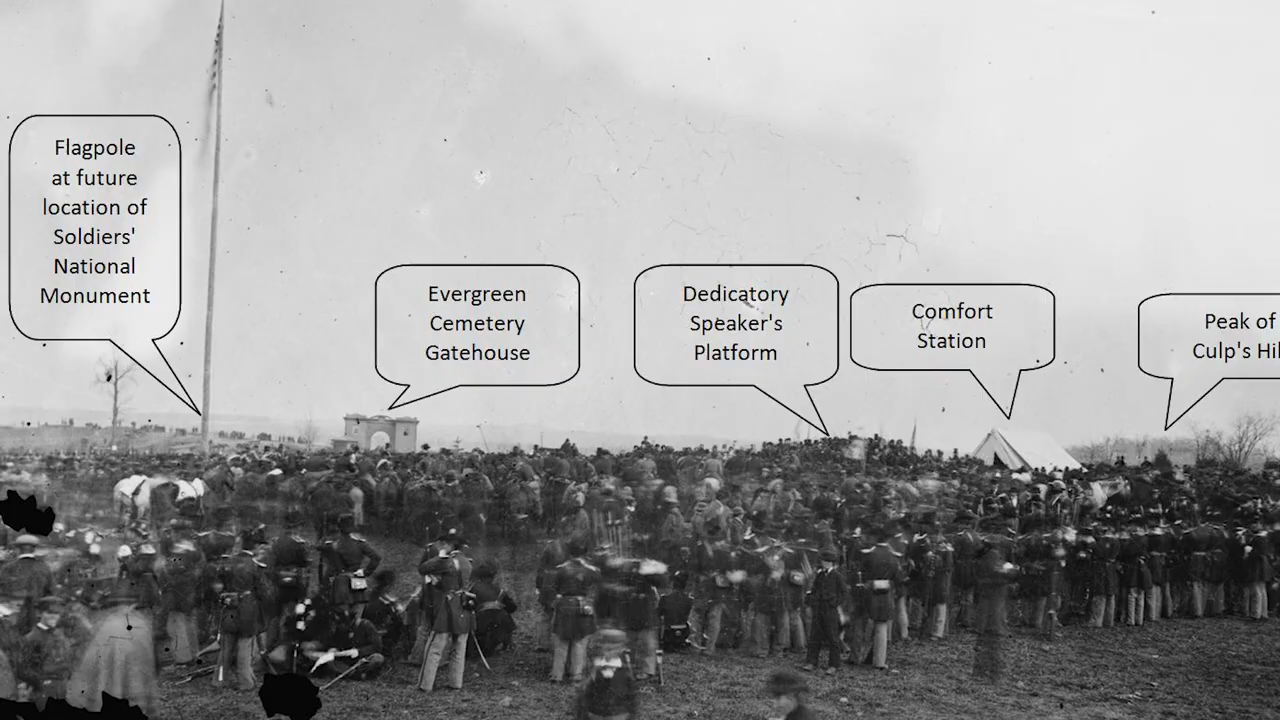 Flagpole
at future
location of
Soldiers'
National
Monument
Evergreen
Cemetery
Gatehouse
Dedicatory
Speaker's
Platform
Comfort
Station
Peak of
Culp's Hil